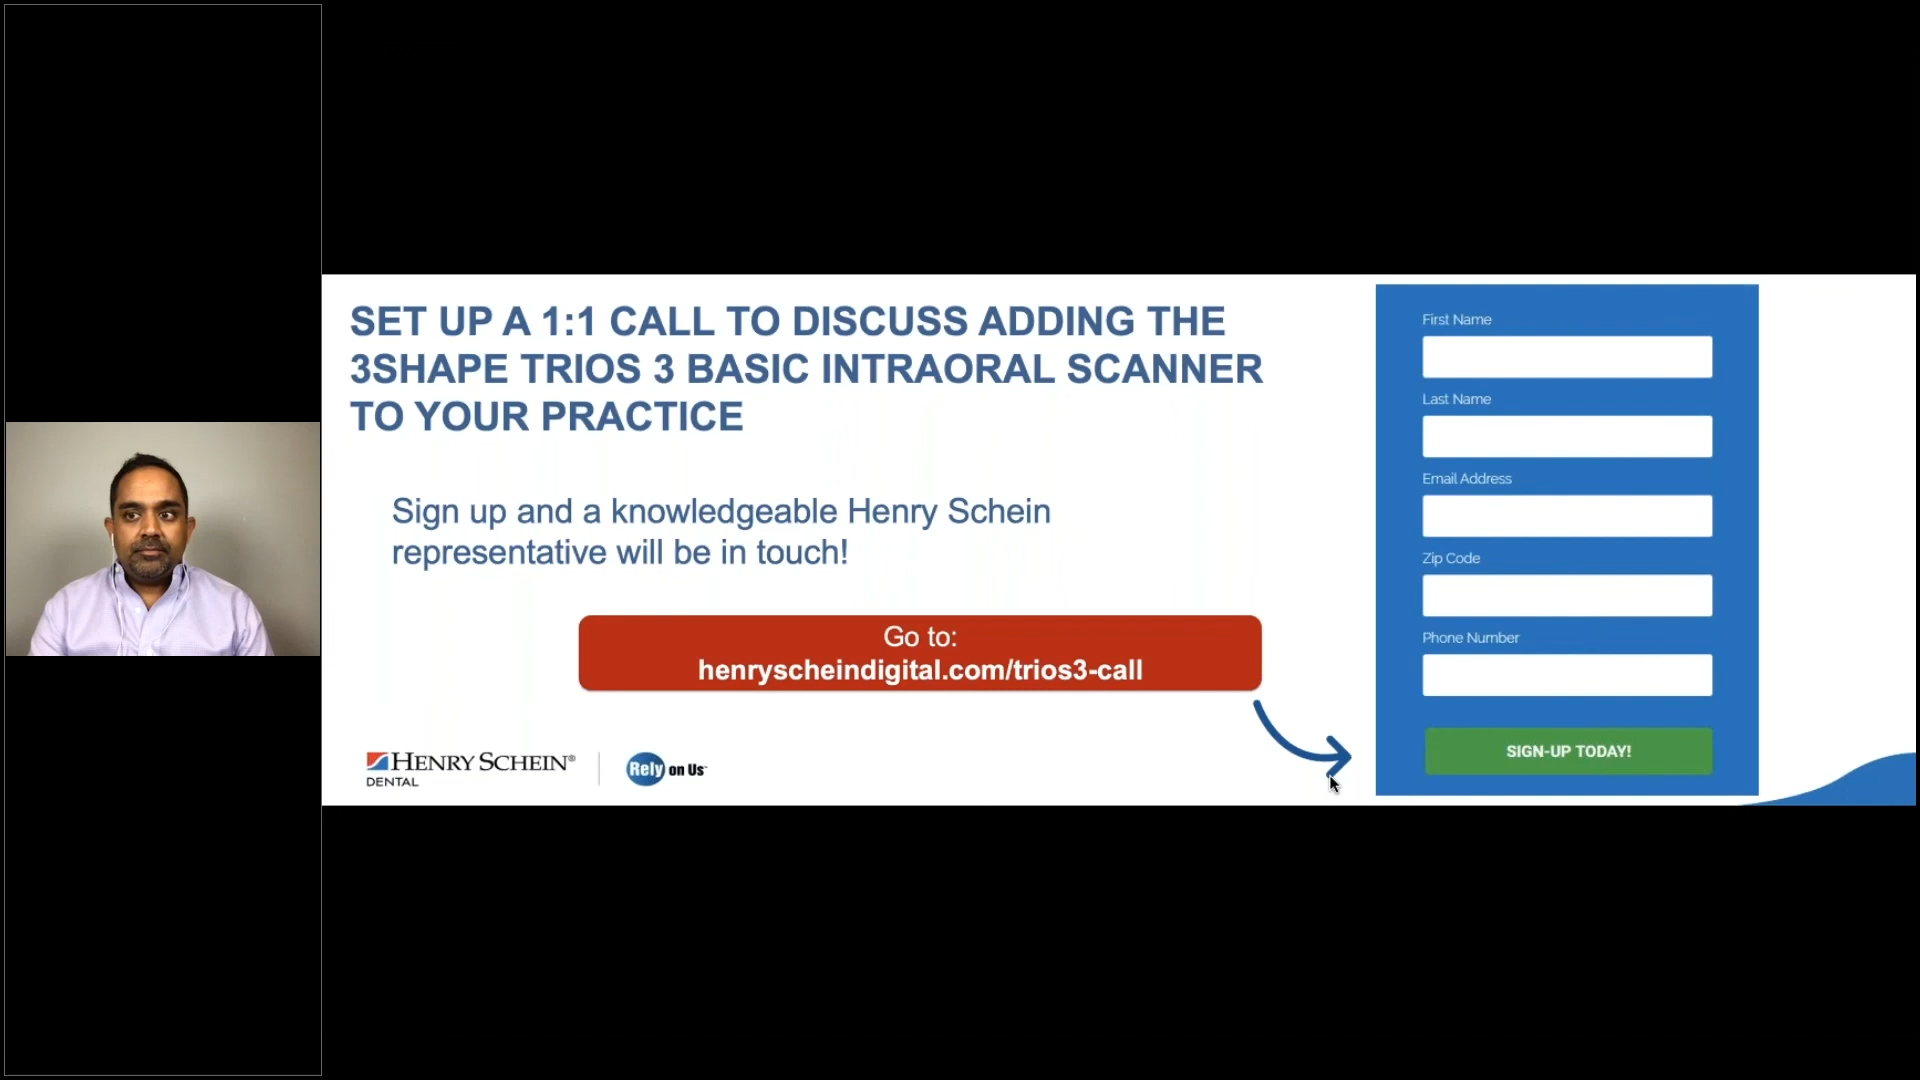 SET UP A 1:1 CALL TO DISCUSS ADDING THE
3SHAPE TRIOS 3 BASIC INTRAORAL SCANNER
TO YOUR PRACTICE
Sign up and a knowledgeable Henry Schein
representative will be in touch!
Go to:
henryscheindigital.com/trios3-call
HENRY SCHEIN®
DENTAL
Rely on Us™
First Name
Last Name
Email Address
Zip Code
Phone Number
SIGN-UP TODAY!